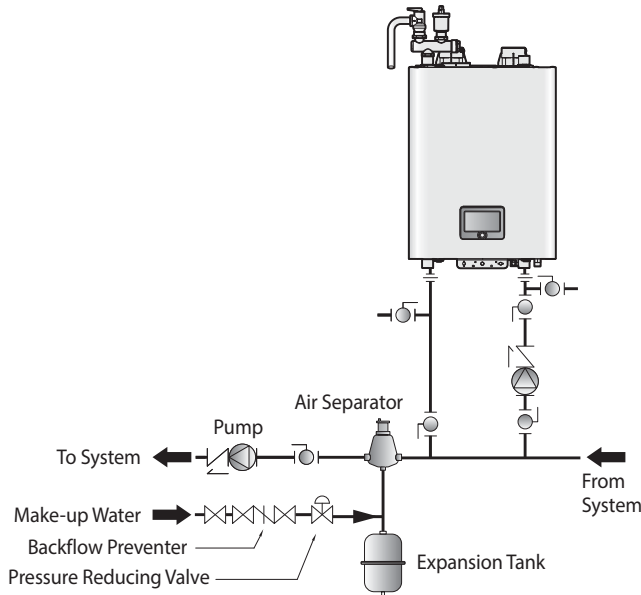 Air Separator
Pump
To System
From
System
Make-up Water
Backflow Preventer
Expansion Tank
Pressure Reducing Valve